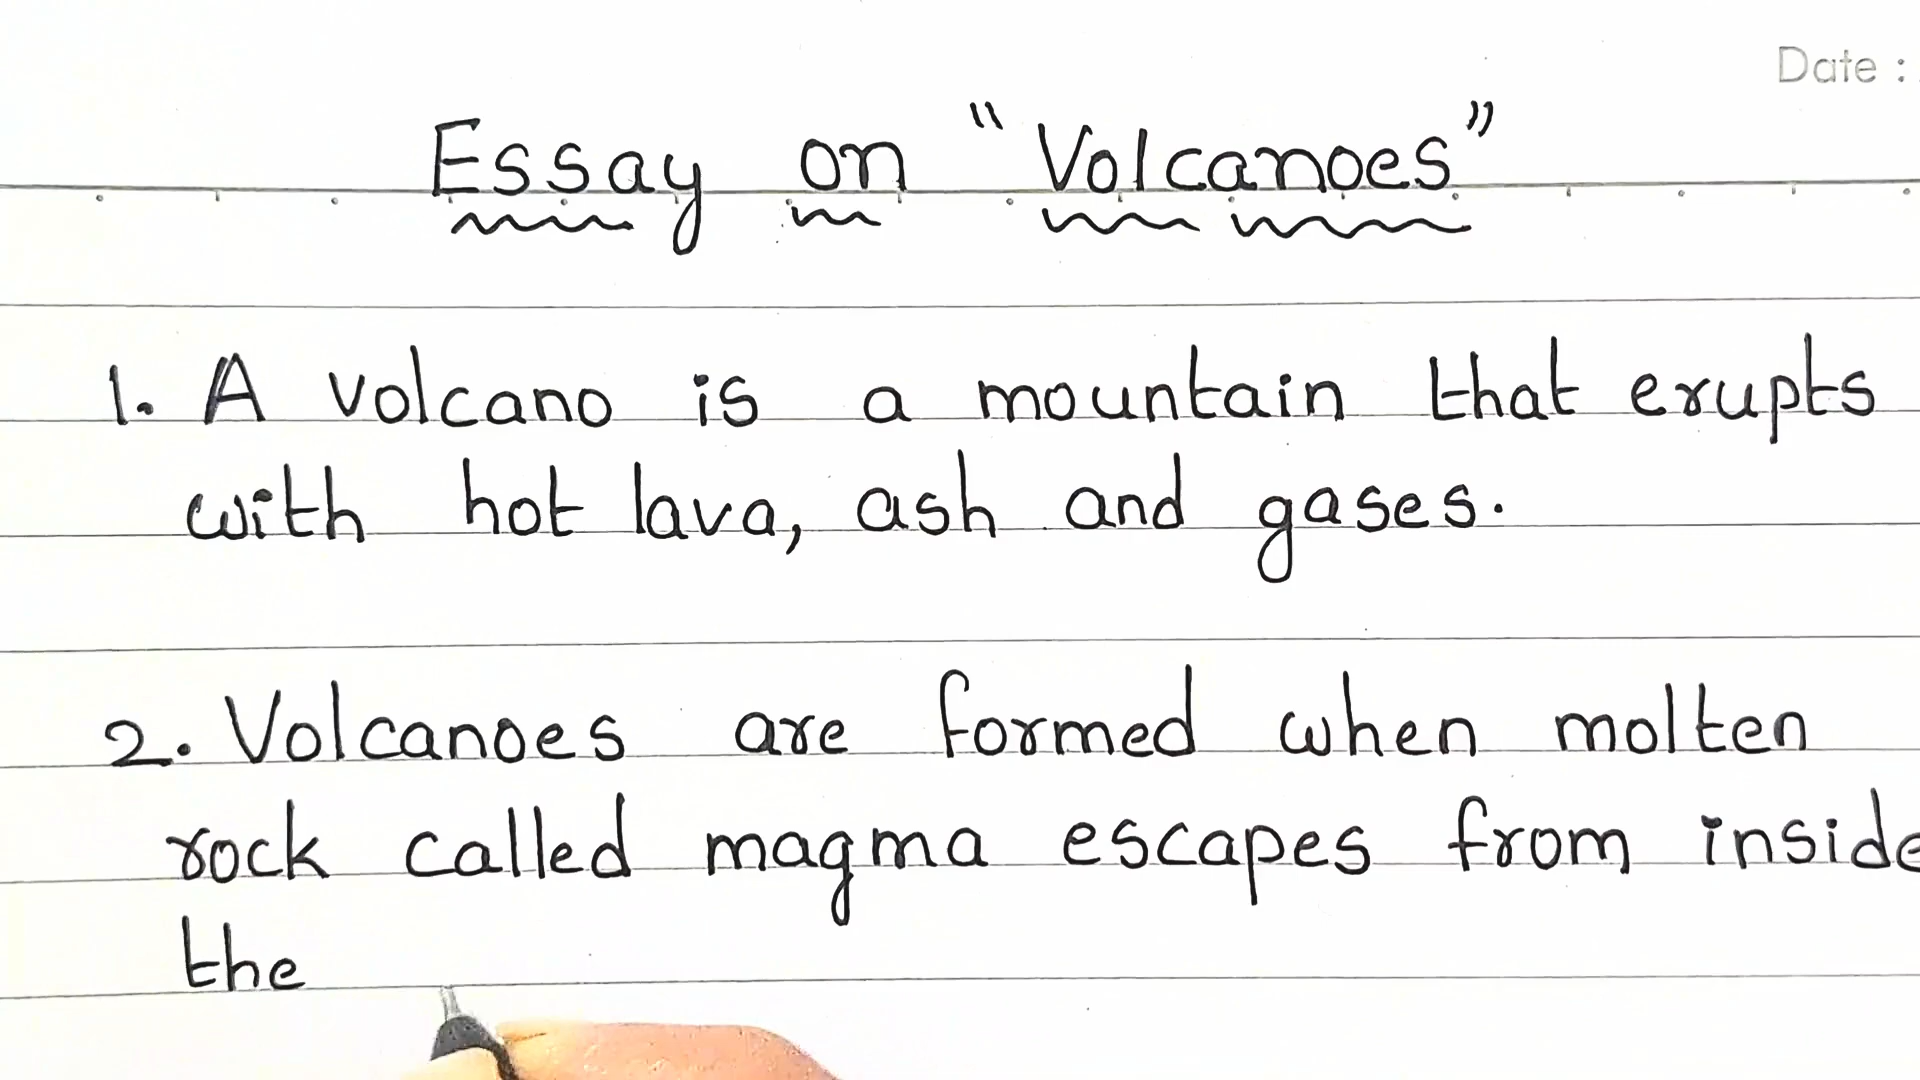 Date :
Essay on "Volcanoes"
1. A volcano is a mountain that erupts
with hot lava, ash and gases.
2. Volcanoes are formed when molten
rock called magma escapes from inside
the